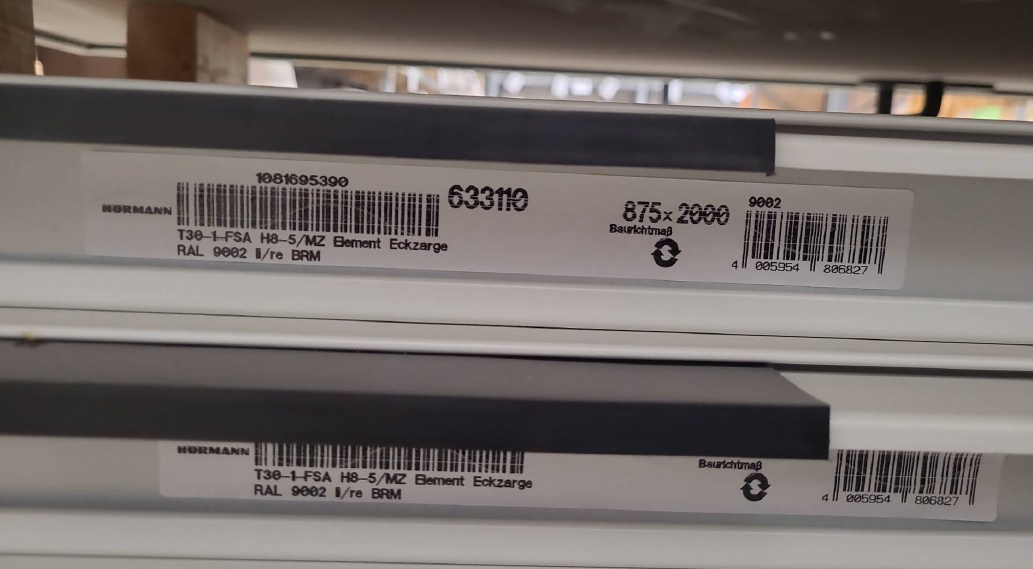 1081695390
HÖRMANN
633110
875x2000
Baurichtmaß
9002
T30-1-FSA H8-5/MZ Element Eckzarge
RAL 9002 li/re BRM
4 005954 806827
HÖRMANN
T30-1-FSA H8-5/MZ Element Eckzarge
RAL 9002 li/re BRM
Baurichtmaß
4 005954 806827